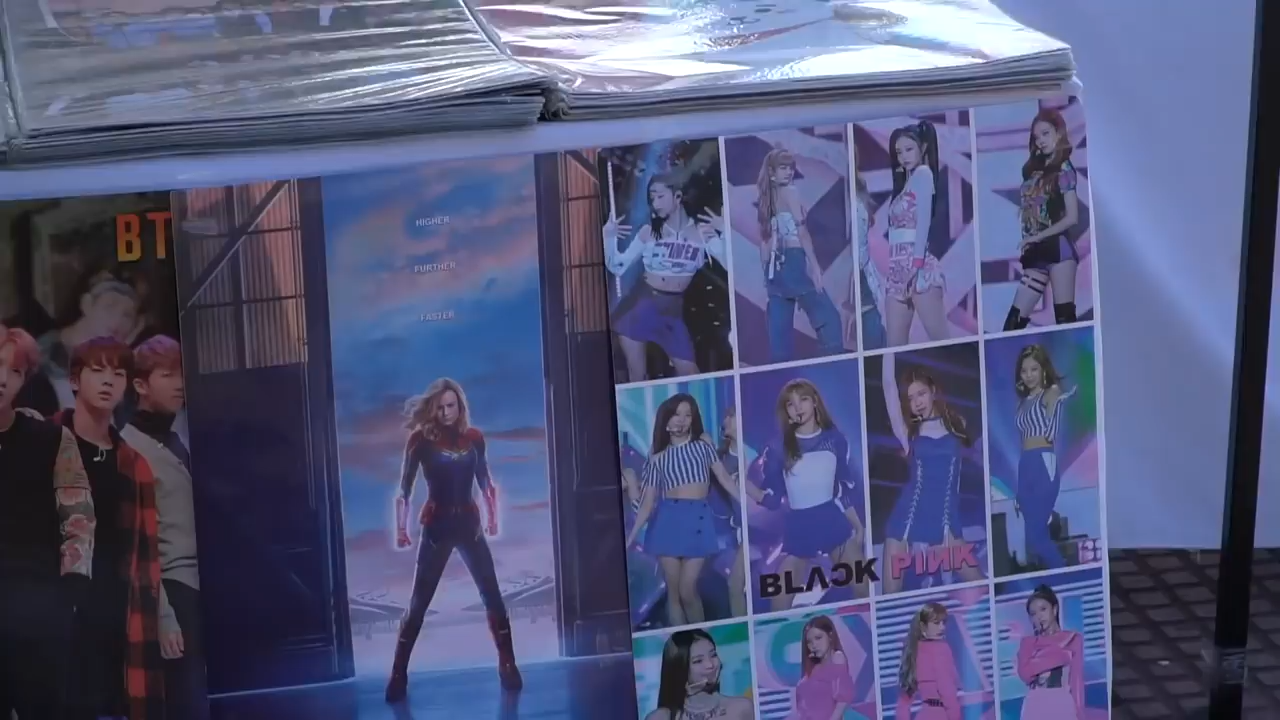 BT
HIGHER
FURTHER
FASTER
BLACK PINK